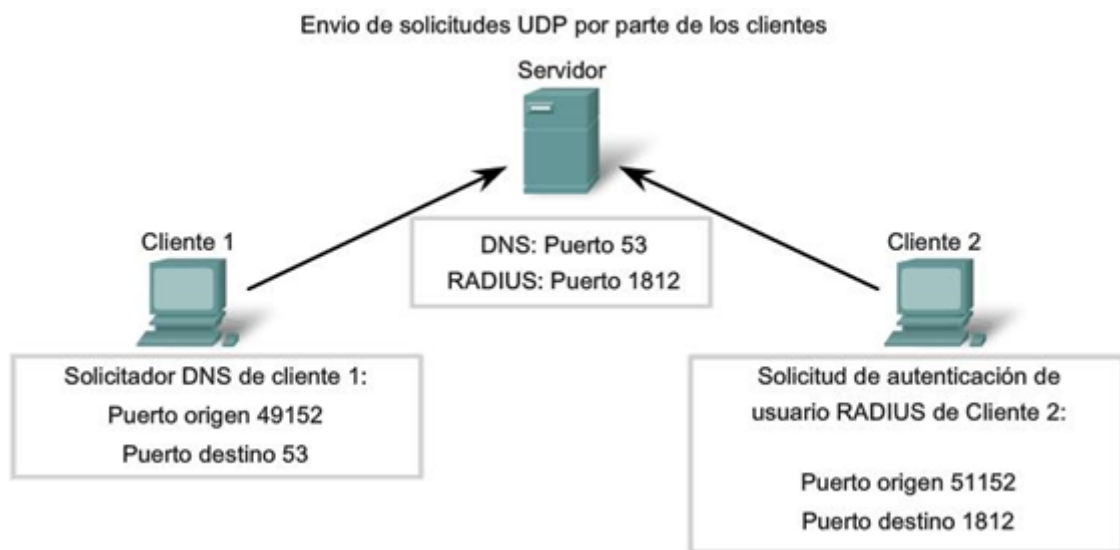 Envio de solicitudes UDP por parte de los clientes
Servidor
Cliente 1
DNS: Puerto 53
RADIUS: Puerto 1812
Cliente 2
Solicitador DNS de cliente 1:
Puerto origen 49152
Puerto destino 53
Solicitud de autenticación de
usuario RADIUS de Cliente 2:
Puerto origen 51152
Puerto destino 1812